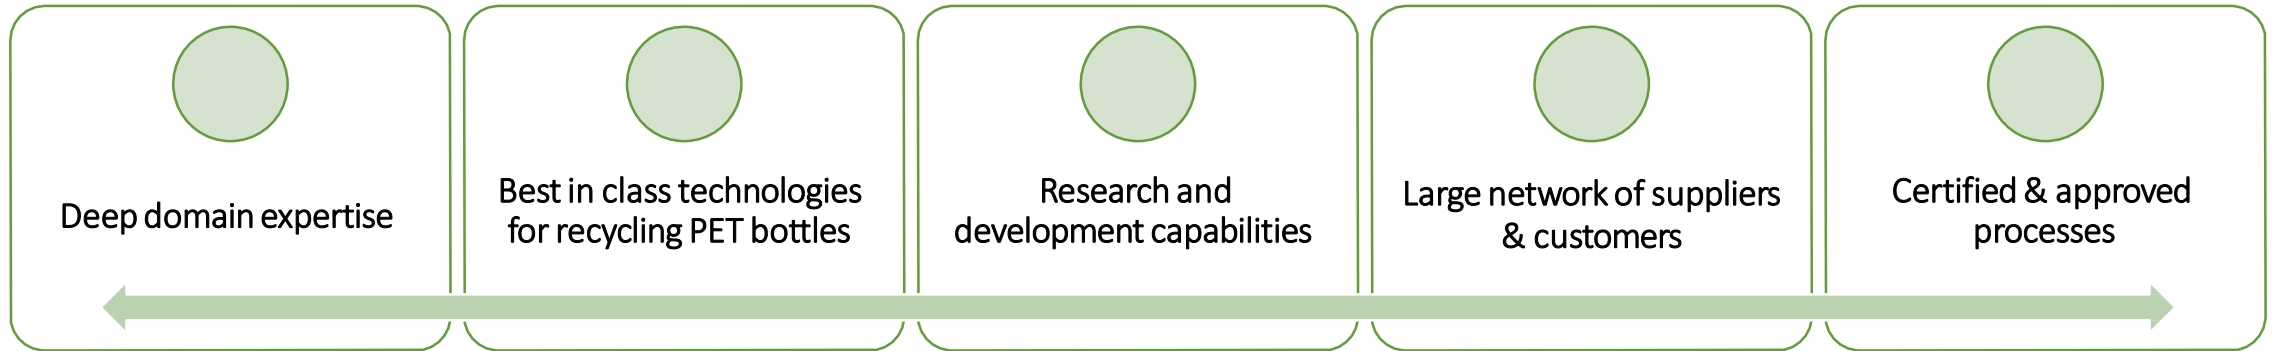 Deep domain expertise
Best in class technologies
for recycling PET bottles
Research and
development capabilities
Large network of suppliers
& customers
Certified & approved
processes